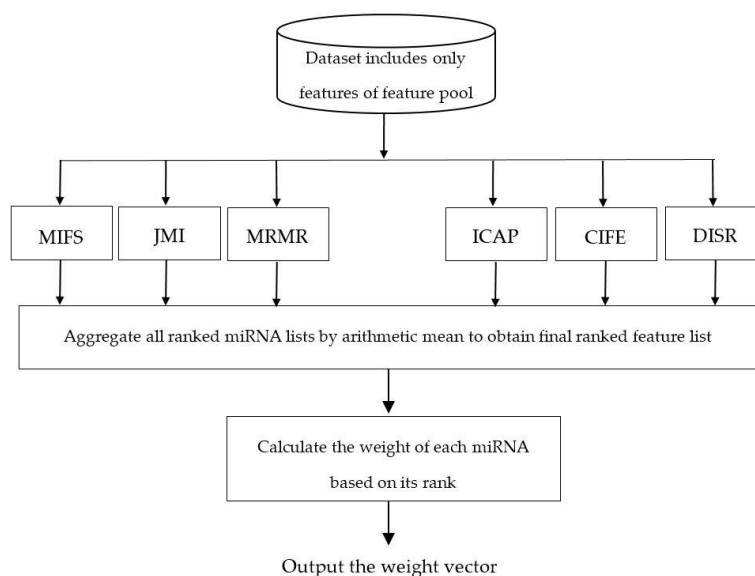 Dataset includes only
features of feature pool
MIFS
JMI
MRMR
ICAP
CIFE
DISR
Aggregate all ranked miRNA lists by arithmetic mean to obtain final ranked feature list
Calculate the weight of each miRNA
based on its rank
Output the weight vector